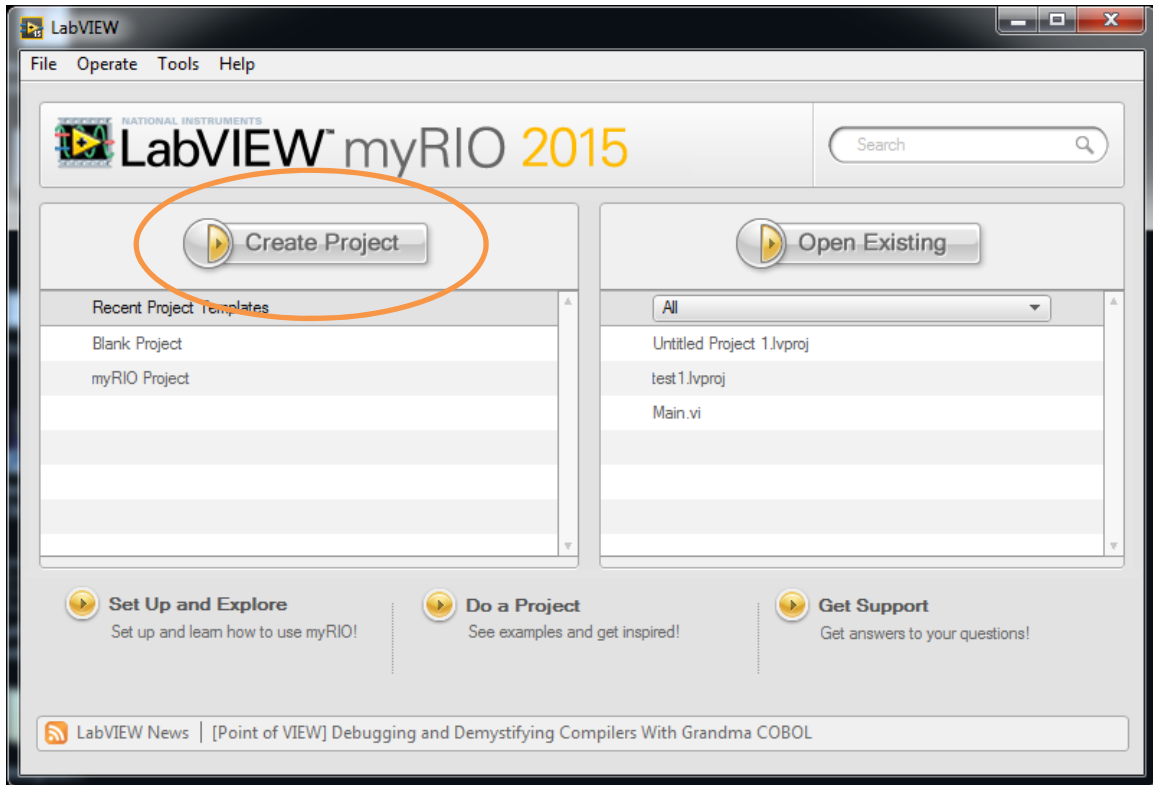 LabVIEW
File Operate Tools Help
NATIONAL INSTRUMENTS
LabVIEW™ myRIO 2015
Search
Create Project
Open Existing
Recent Project Templates
All
Blank Project
Untitled Project 1.lvproj
myRIO Project
test1.lvproj
Main.vi
Set Up and Explore
Set up and learn how to use myRIO!
Do a Project
See examples and get inspired!
Get Support
Get answers to your questions!
LabVIEW News | [Point of VIEW] Debugging and Demystifying Compilers With Grandma COBOL